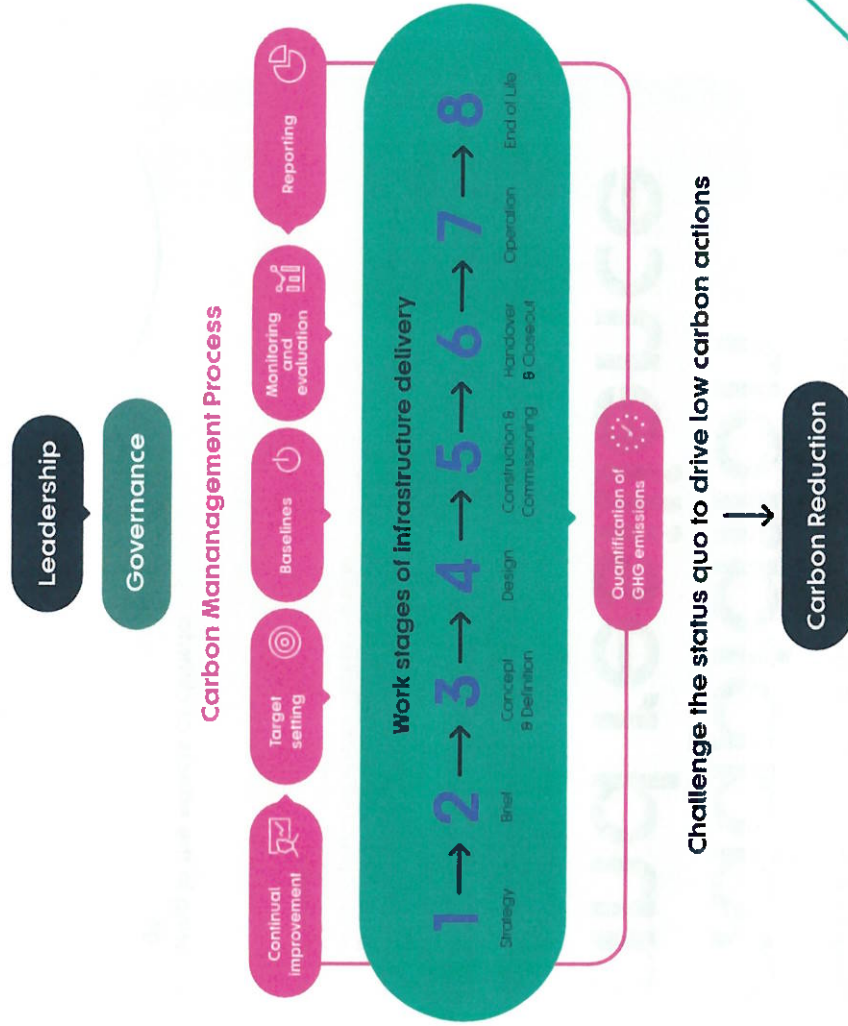 Leadership
Governance
Carbon Mananagement Process
Continual
improvement
Target
setting
Baselines
Monitoring
and
evaluation
Reporting
Work stages of infrastructure delivery
1 → 2 → 3 → 4 → 5 → 6 → 7 → 8
Strategy
Brief
Concept
& Definition
Design
Construction &
Commissioning
Handover
& Closeout
Operation
End of Life
Quantification of
GHG emissions
Challenge the status quo to drive low carbon actions
Carbon Reduction